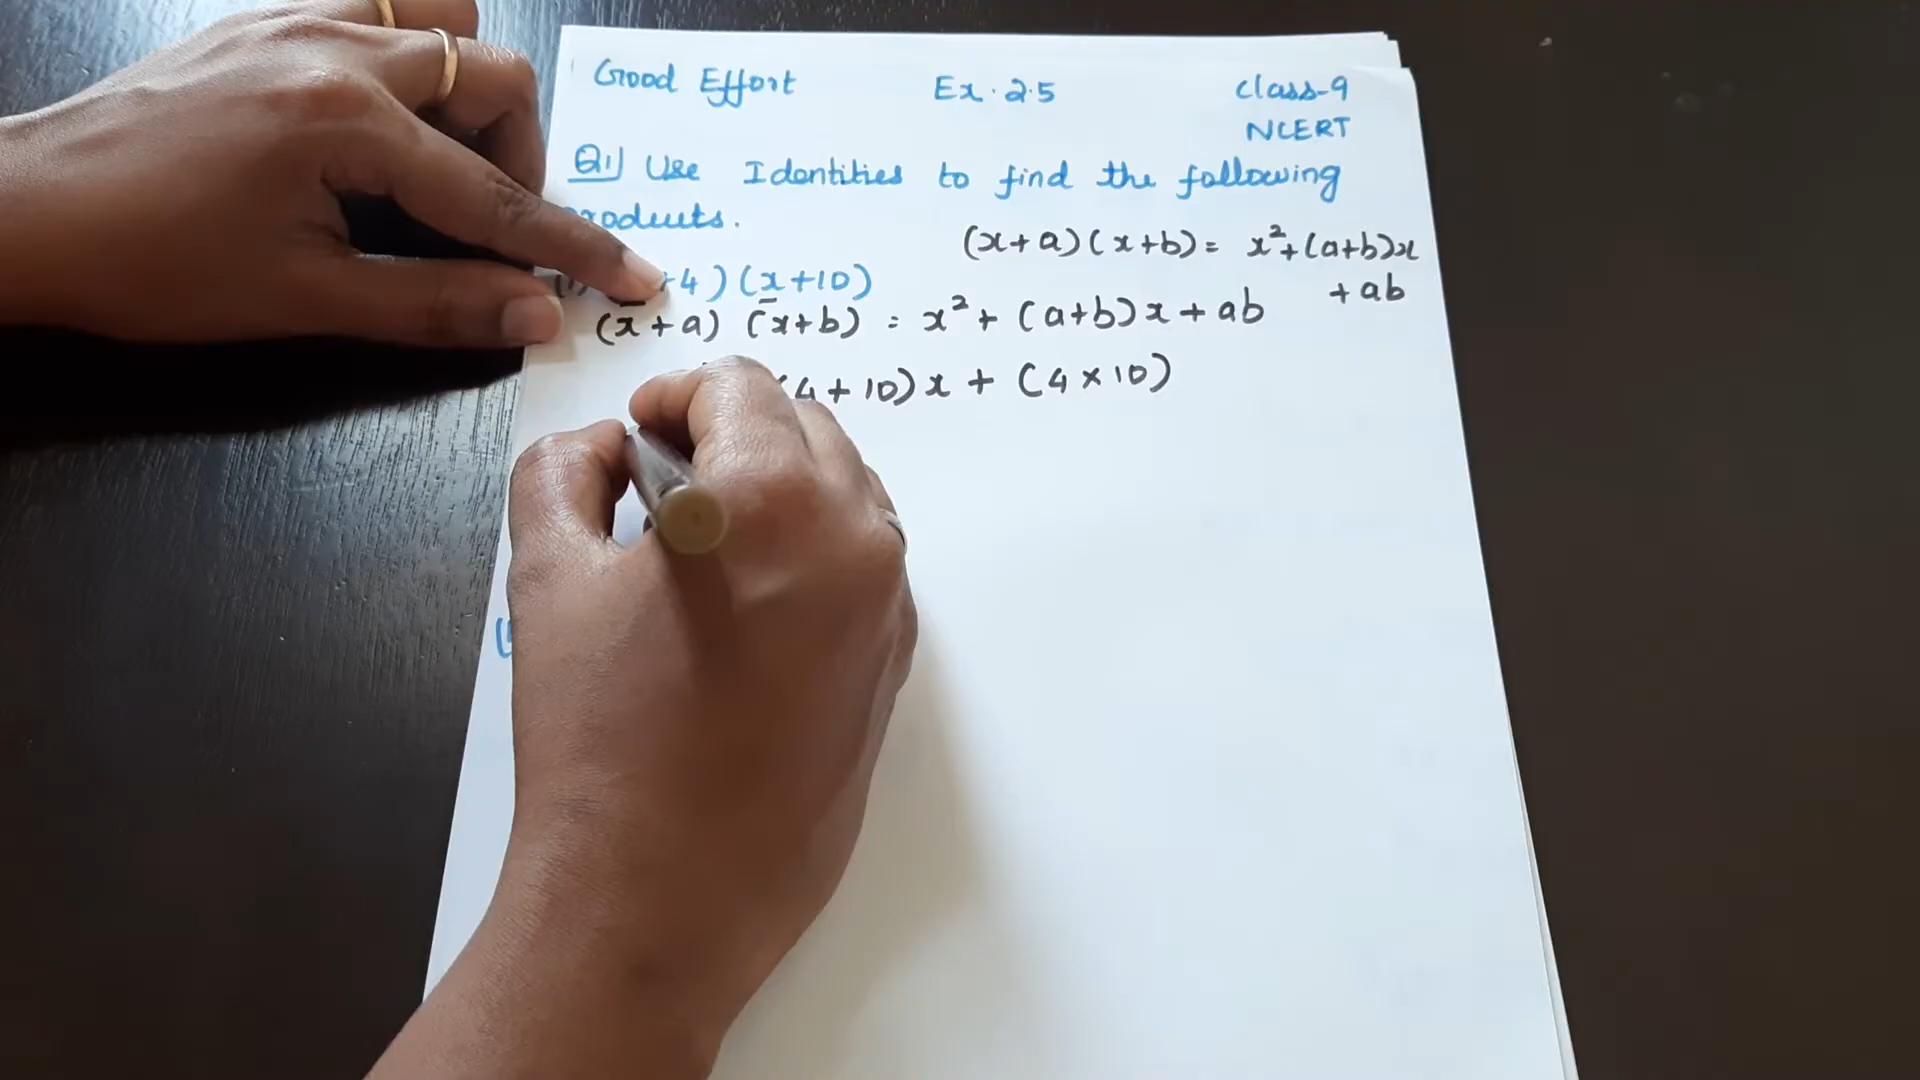 Good Effort Ex. 2.5 Class-9
NCERT
Q1) Use Identities to find the following
products.
(x+a)(x+b) = x²+(a+b)x
+ab
+4)(x+10)
(x+a) (x+b) = x²+(a+b)x+ab
(4+10)x + (4×10)